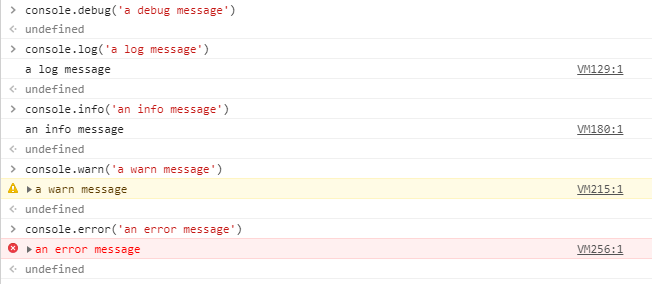 console.debug('a debug message')
undefined
console.log('a log message')
a log message VM129:1
undefined
console.info('an info message')
an info message VM180:1
undefined
console.warn('a warn message')
a warn message VM215:1
undefined
console.error('an error message')
an error message VM256:1
undefined